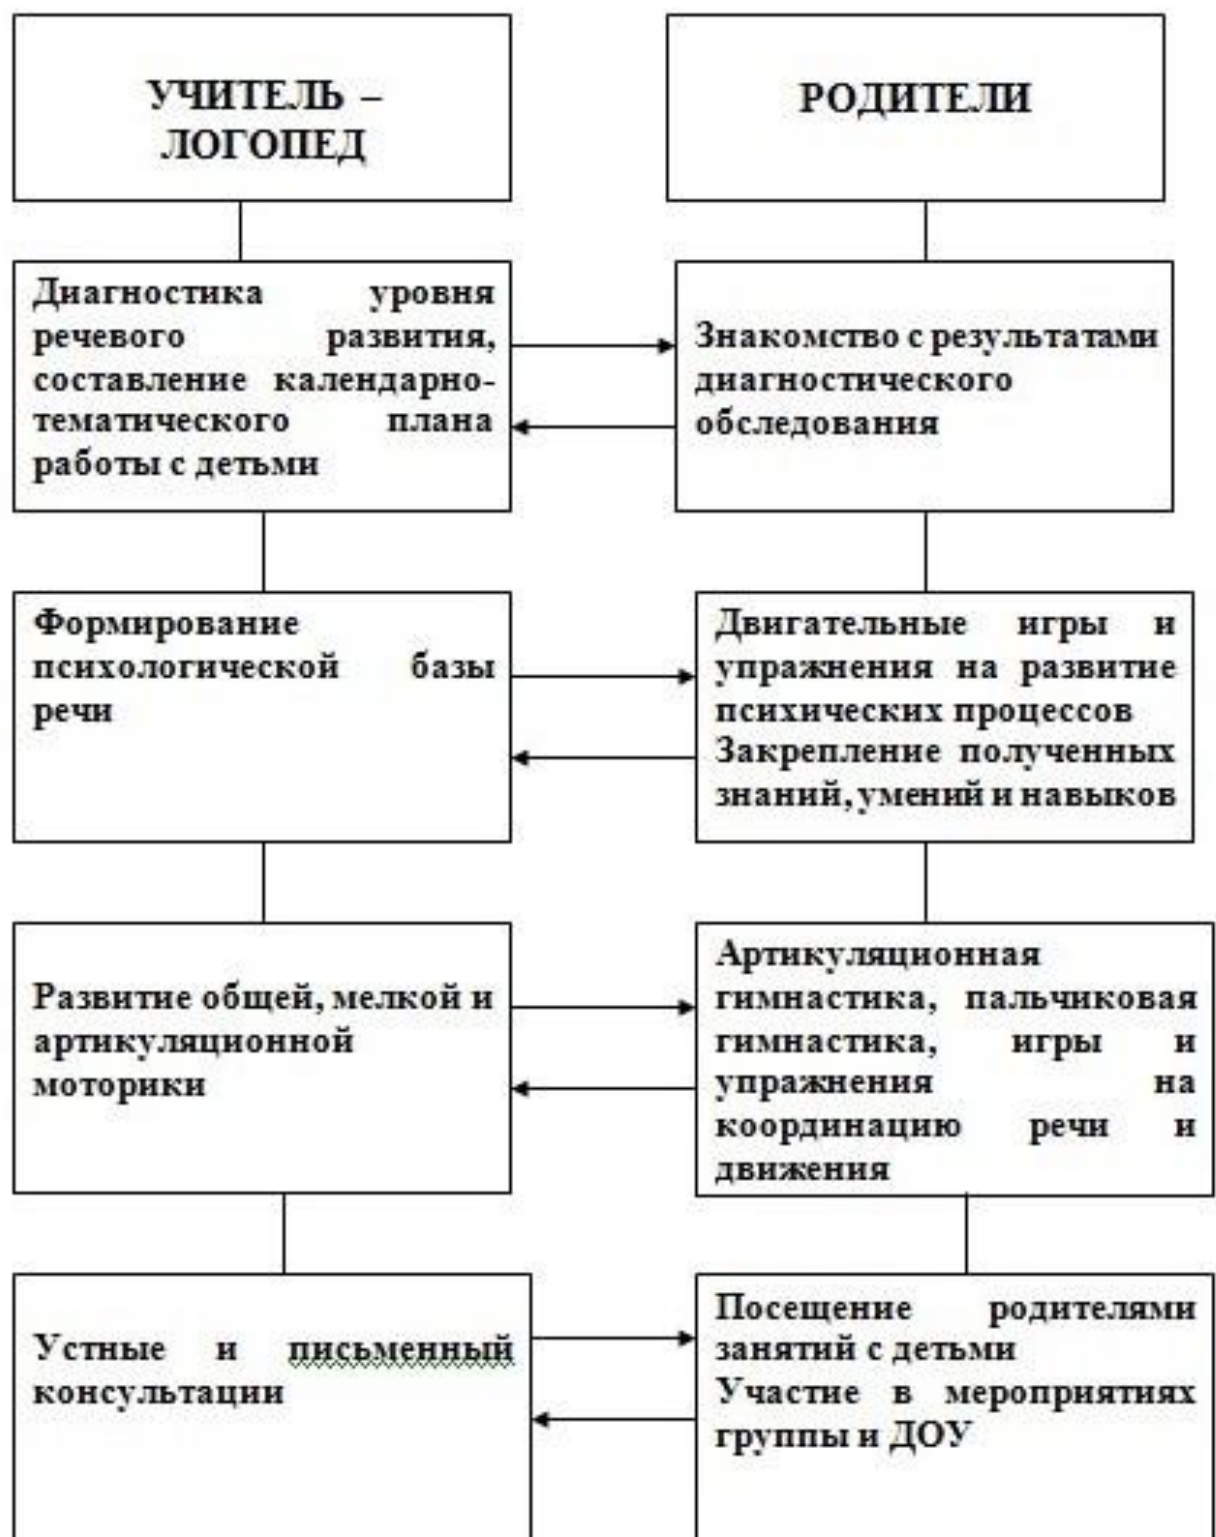 УЧИТЕЛЬ –
ЛОГОПЕД
РОДИТЕЛИ
Диагностика уровня
речевого развития,
составление календарно-
тематического плана
работы с детьми
Знакомство с результатами
диагностического
обследования
Формирование
психологической базы
речи
Двигательные игры и
упражнения на развитие
психических процессов
Закрепление полученных
знаний, умений и навыков
Развитие общей, мелкой и
артикуляционной
моторики
Артикуляционная
гимнастика, пальчиковая
гимнастика, игры и
упражнения на
координацию речи и
движения
Устные и письменный
консультации
Посещение родителями
занятий с детьми
Участие в мероприятиях
группы и ДОУ